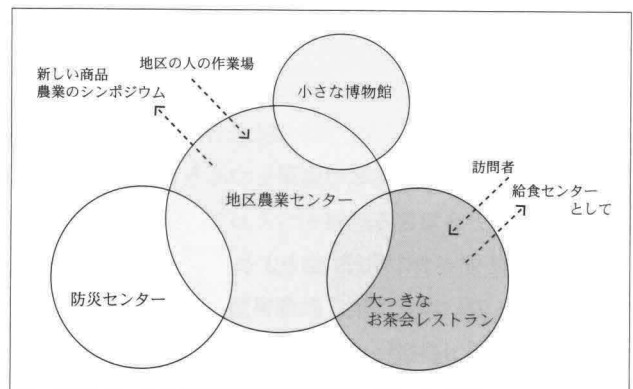 新しい商品
農業のシンポジウム
地区の人の作業場
小さな博物館
訪問者
給食センター
として
地区農業センター
防災センター
大っきな
お茶会レストラン